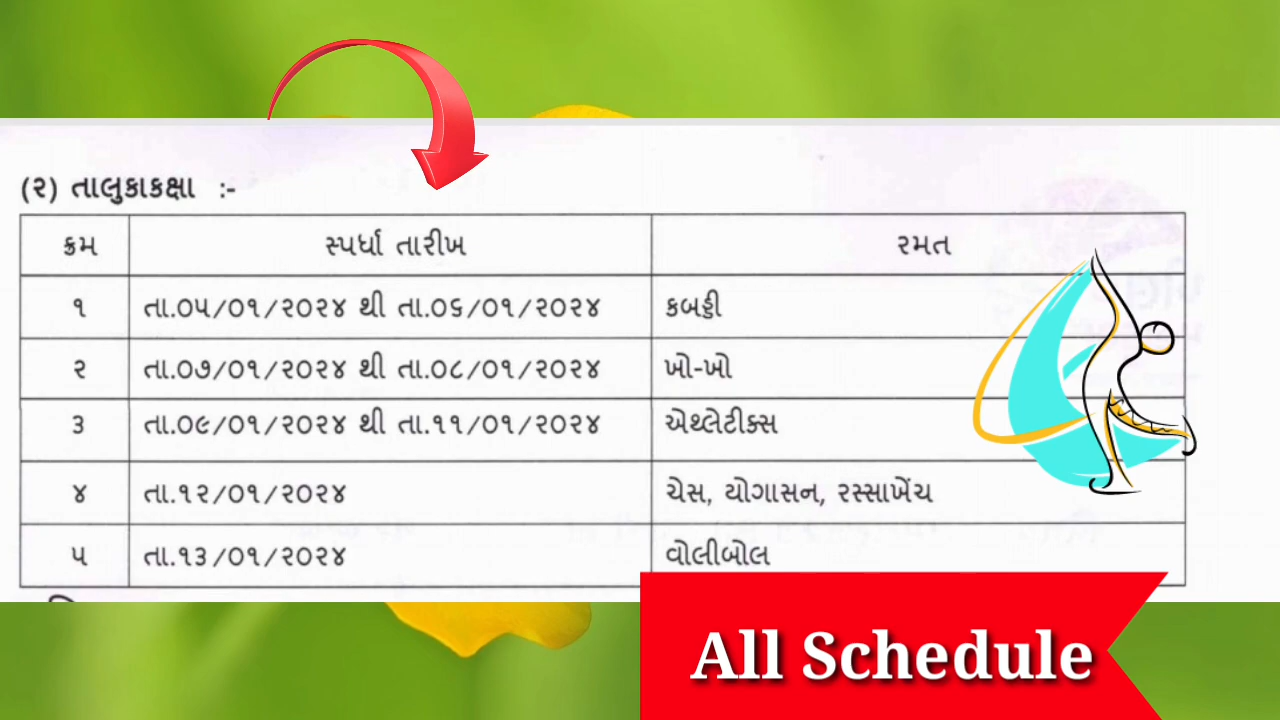 (૨) તાલુકાકક્ષા :-
ક્રમ સ્પર્ધા તારીખ રમત
૧ તા.૦૫/૦૧/૨૦૨૪ થી તા.૦૬/૦૧/૨૦૨૪ કબડ્ડી
૨ તા.૦૭/૦૧/૨૦૨૪ થી તા.૦૮/૦૧/૨૦૨૪ ખો-ખો
૩ તા.૦૯/૦૧/૨૦૨૪ થી તા.૧૧/૦૧/૨૦૨૪ એથ્લેટીક્સ
૪ તા.૧૨/૦૧/૨૦૨૪ ચેસ, યોગાસન, રસ્સાખેંચ
૫ તા.૧૩/૦૧/૨૦૨૪ વોલીબોલ
All Schedule